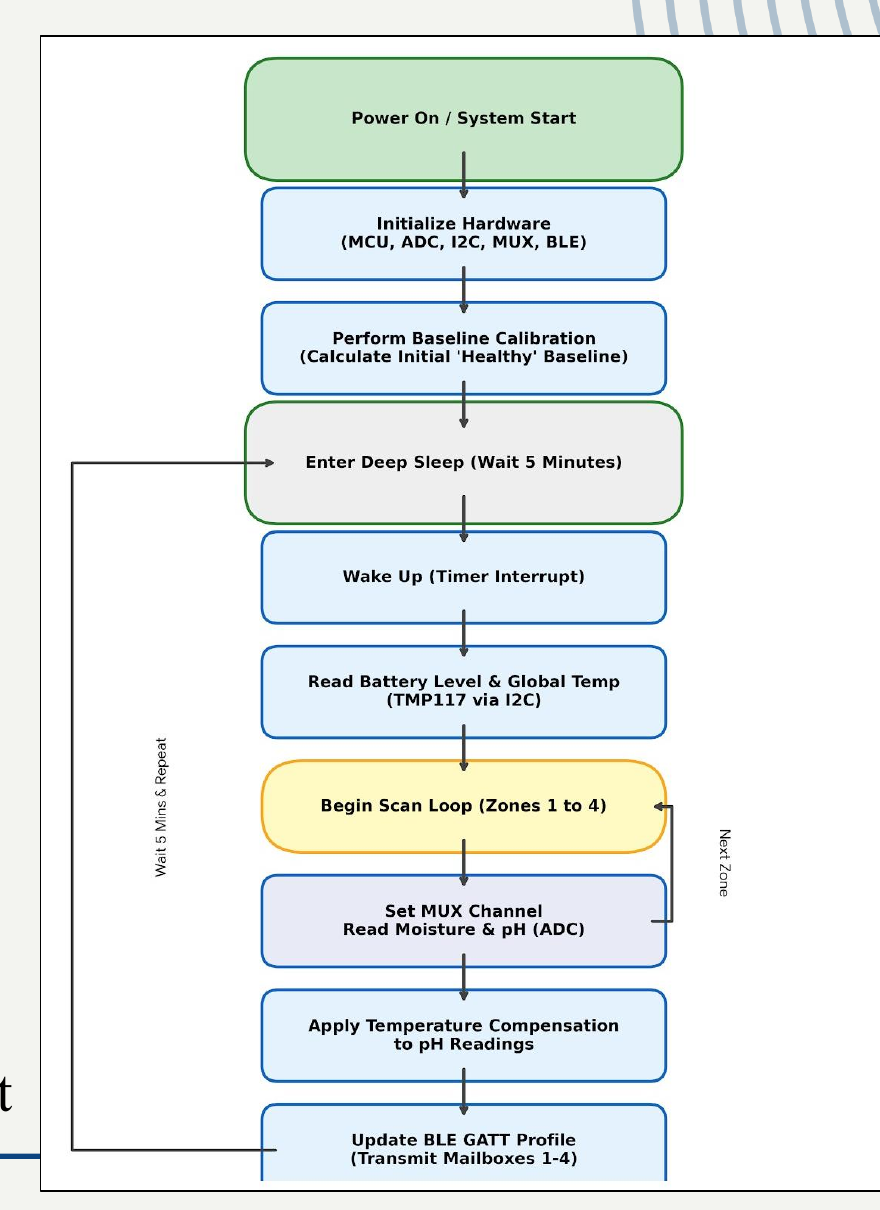 Power On / System Start
Initialize Hardware
(MCU, ADC, I2C, MUX, BLE)
Perform Baseline Calibration
(Calculate Initial 'Healthy' Baseline)
Enter Deep Sleep (Wait 5 Minutes)
Wake Up (Timer Interrupt)
Read Battery Level & Global Temp
(TMP117 via I2C)
Wait 5 Mins & Repeat
Begin Scan Loop (Zones 1 to 4)
Next Zone
Set MUX Channel
Read Moisture & pH (ADC)
Apply Temperature Compensation
to pH Readings
t
Update BLE GATT Profile
(Transmit Mailboxes 1-4)